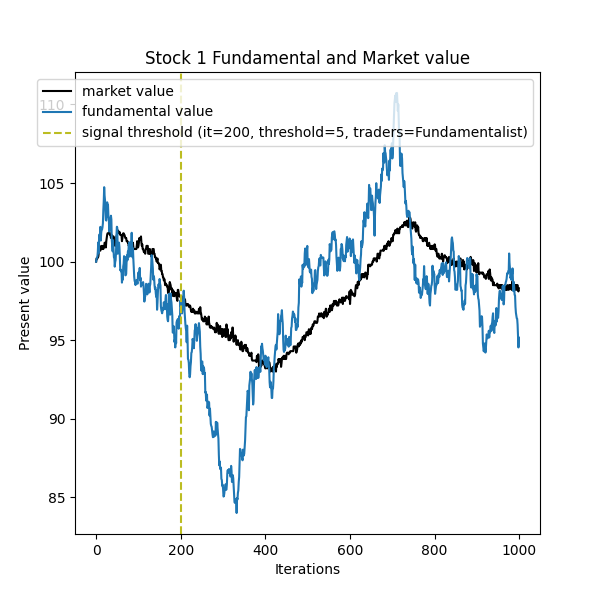 Stock 1 Fundamental and Market value
market value
fundamental value
signal threshold (it=200, threshold=5, traders=Fundamentalist)
110
105
100
95
90
85
Present value
0 200 400 600 800 1000
Iterations